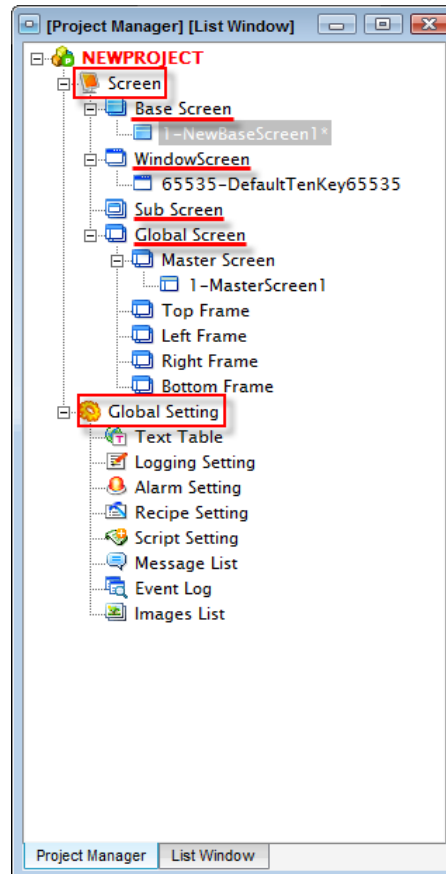 [Project Manager] [List Window]
NEWPROJECT
Screen
Base Screen
1-NewBaseScreen1*
WindowScreen
65535-DefaultTenKey65535
Sub Screen
Global Screen
Master Screen
1-MasterScreen1
Top Frame
Left Frame
Right Frame
Bottom Frame
Global Setting
Text Table
Logging Setting
Alarm Setting
Recipe Setting
Script Setting
Message List
Event Log
Images List
Project Manager List Window